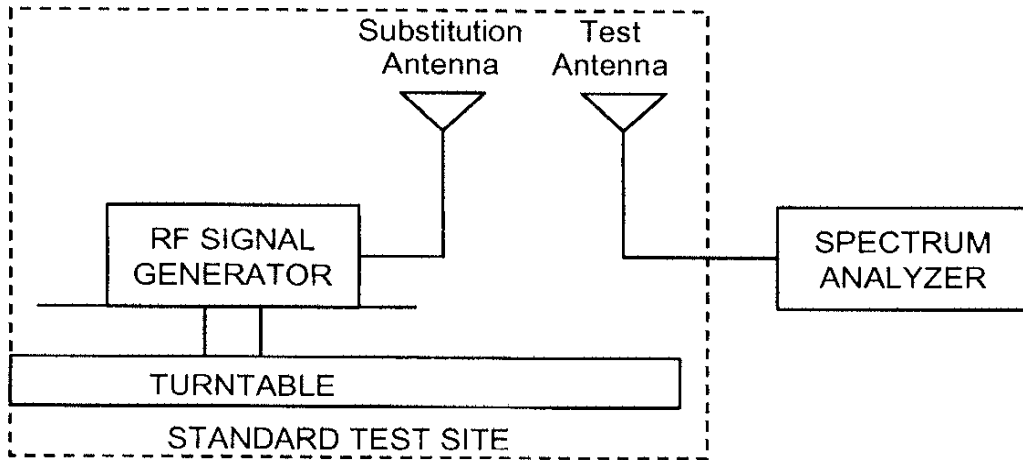 Substitution
Antenna
Test
Antenna
RF SIGNAL
GENERATOR
SPECTRUM
ANALYZER
TURNTABLE
STANDARD TEST SITE